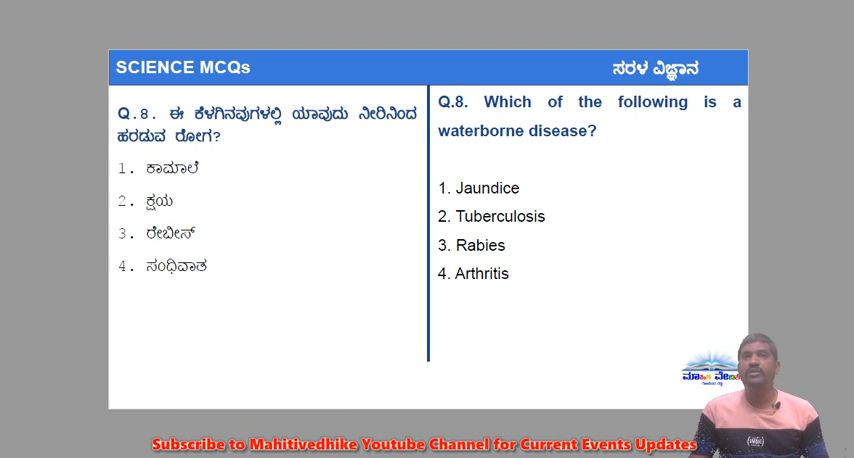 SCIENCE MCQs
ಸರಳ ವಿಜ್ಞಾನ
Q.8. ಈ ಕೆಳಗಿನವುಗಳಲ್ಲಿ ಯಾವುದು ನೀರಿನಿಂದ
ಹರಡುವ ರೋಗ?
1. ಕಾಮಾಲೆ
2. ಕ್ಷಯ
3. ರೇಬೀಸ್
4. ಸಂಧಿವಾತ
Q.8. Which of the following is a
waterborne disease?
1. Jaundice
2. Tuberculosis
3. Rabies
4. Arthritis
Subscribe to Mahitivedhike Youtube Channel for Current Events Updates